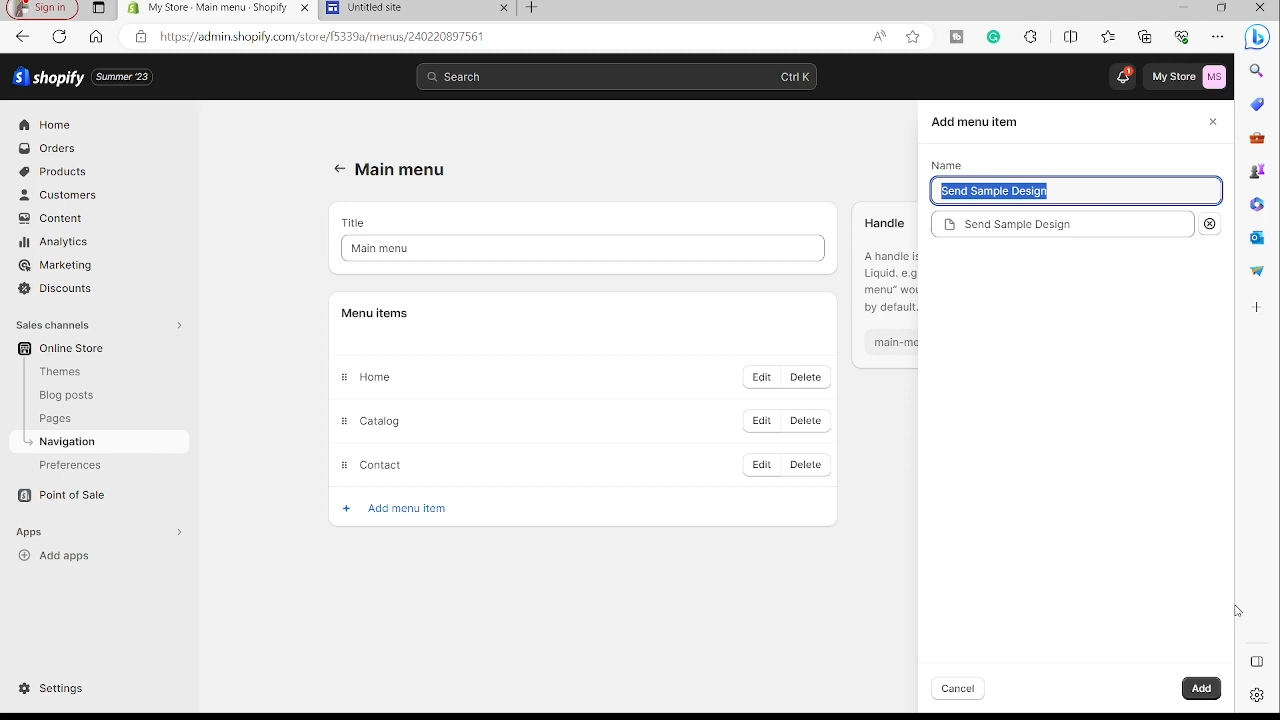 Sign in
My Store · Main menu · Shopify
Untitled site
https://admin.shopify.com/store/f5339a/menus/240220897561
shopify
Summer '23
Search
Ctrl K
1
My Store
MS
Home
Orders
Products
Customers
Content
Analytics
Marketing
Discounts
Sales channels
Online Store
Themes
Blog posts
Pages
Navigation
Preferences
Point of Sale
Apps
Add apps
Settings
Main menu
Title
Main menu
Menu items
Home
Edit
Delete
Catalog
Edit
Delete
Contact
Edit
Delete
+ Add menu item
Handle
A handle is
Liquid. e.g
menu" wou
by default.
main-me
Add menu item
Name
Send Sample Design
Send Sample Design
Cancel
Add